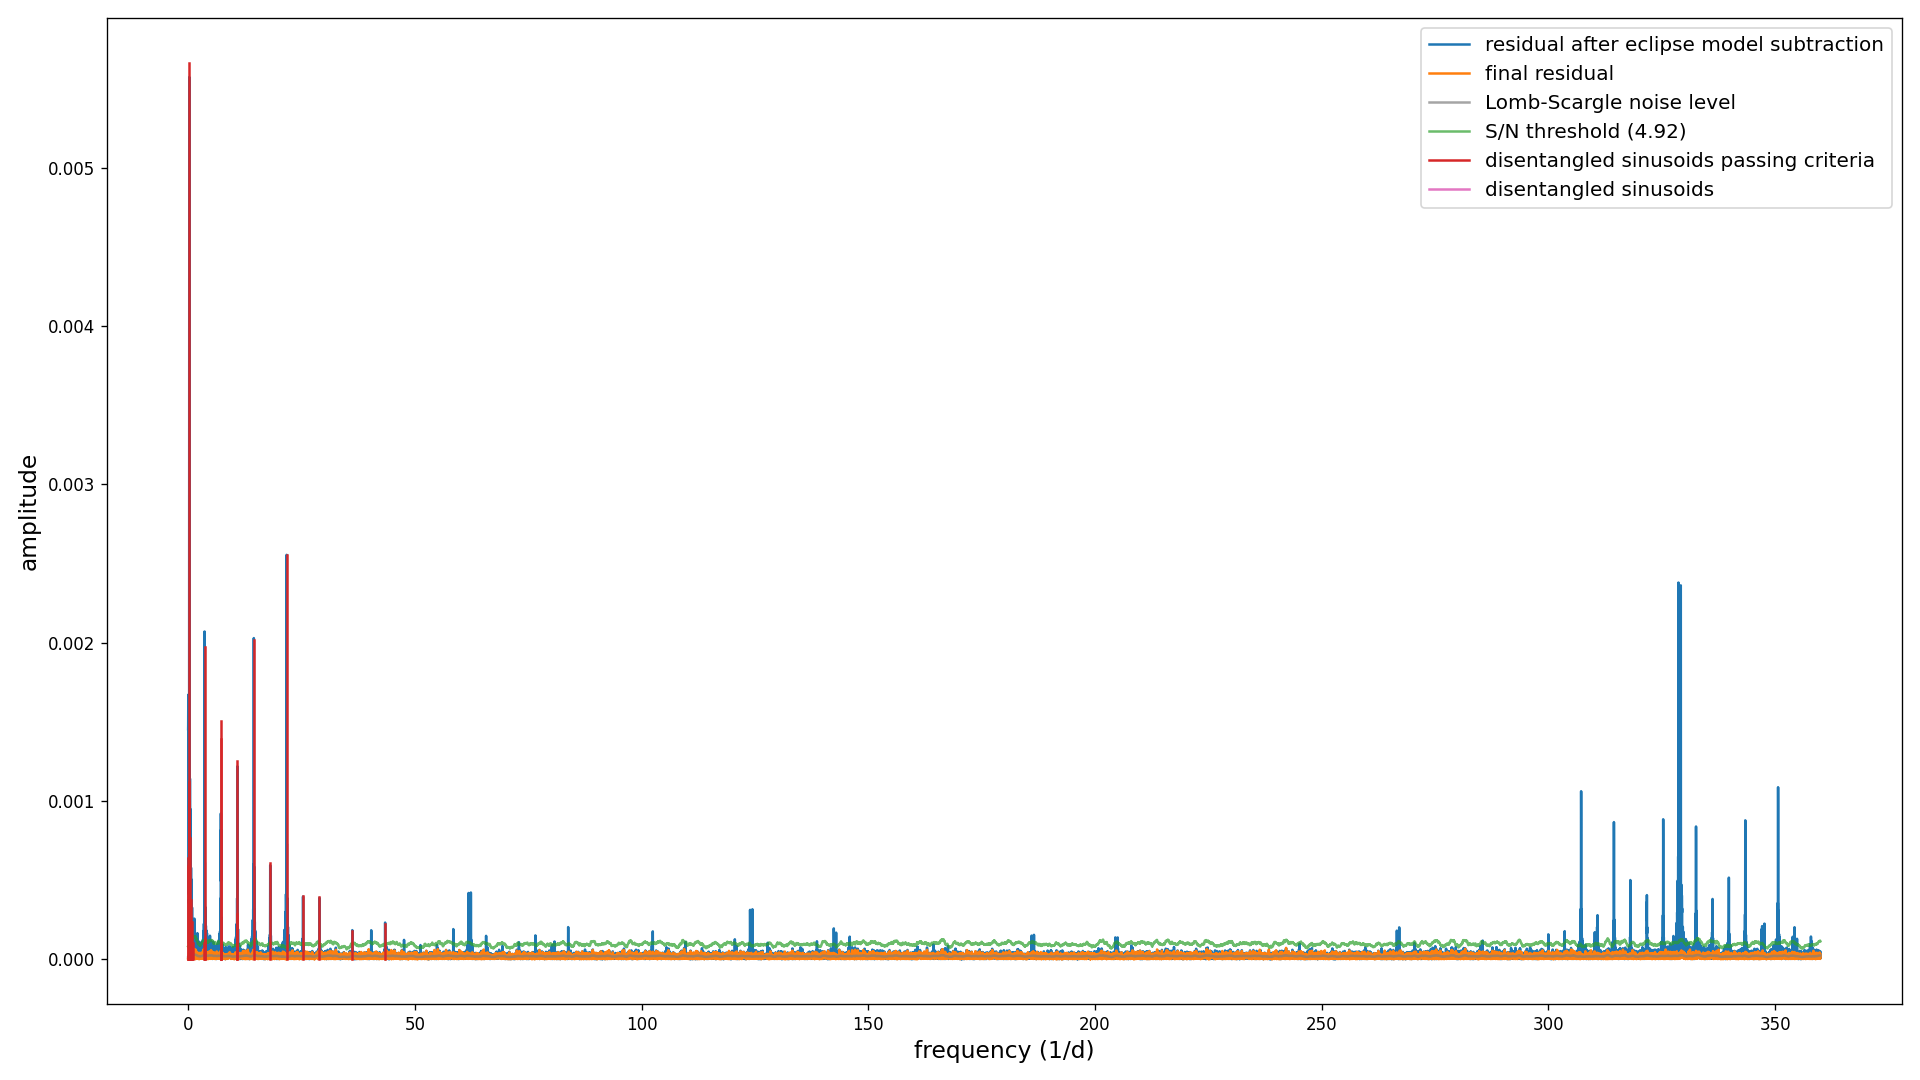 residual after eclipse model subtraction
final residual
Lomb-Scargle noise level
S/N threshold (4.92)
disentangled sinusoids passing criteria
disentangled sinusoids
0.005
0.004
0.003
0.002
0.001
0.000
amplitude
0 50 100 150 200 250 300 350
frequency (1/d)